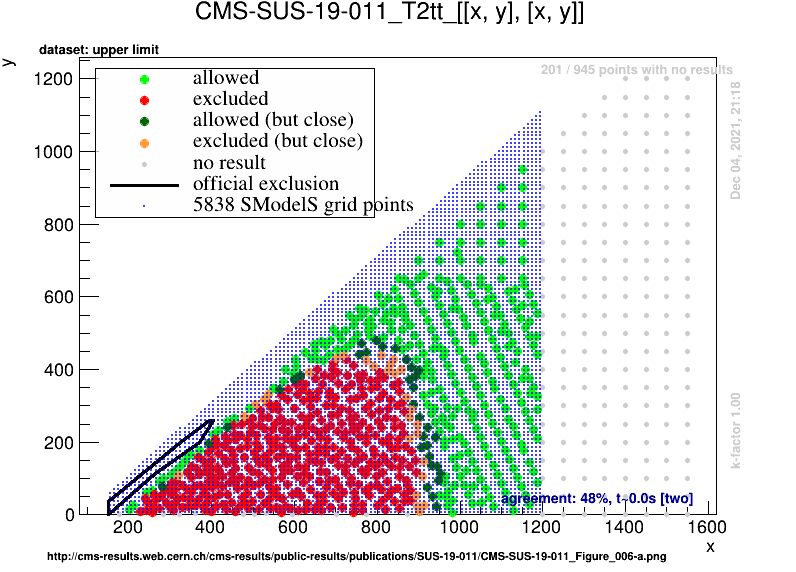 CMS-SUS-19-011_T2tt_[[x, y], [x, y]]
dataset: upper limit
y
201 / 945 points with no results
allowed
excluded
allowed (but close)
excluded (but close)
no result
official exclusion
5838 SModelS grid points
1200
1000
800
600
400
200
0
Dec 04, 2021, 21:18
k-factor 1.00
agreement: 48%, t=0.0s [two]
200 400 600 800 1000 1200 1400 1600
x
http://cms-results.web.cern.ch/cms-results/public-results/publications/SUS-19-011/CMS-SUS-19-011_Figure_006-a.png